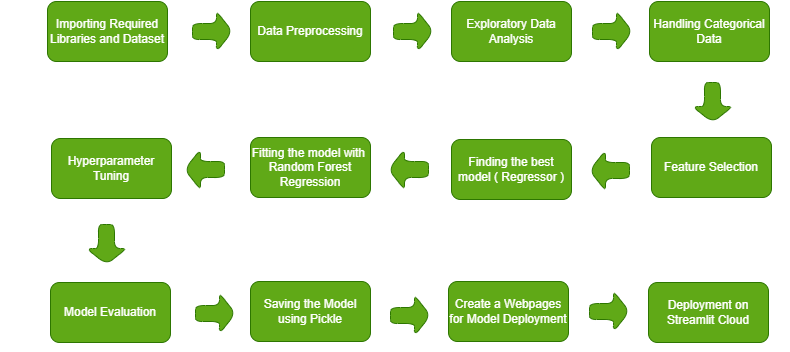 Importing Required
Libraries and Dataset
Data Preprocessing
Exploratory Data
Analysis
Handling Categorical
Data
Feature Selection
Finding the best
model ( Regressor )
Fitting the model with
Random Forest
Regression
Hyperparameter
Tuning
Model Evaluation
Saving the Model
using Pickle
Create a Webpages
for Model Deployment
Deployment on
Streamlit Cloud